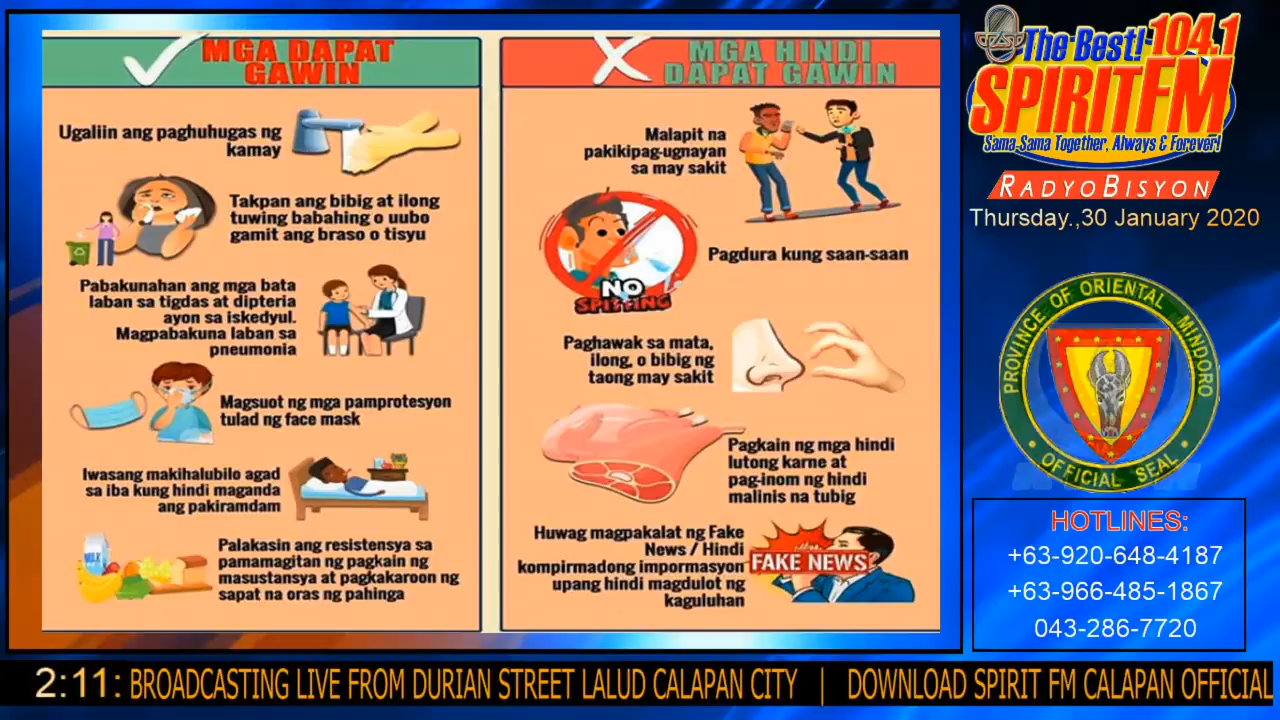 MGA DAPAT
GAWIN
Ugaliin ang paghuhugas ng
kamay
Takpan ang bibig at ilong
tuwing babahing o uubo
gamit ang braso o tisyu
Pabakunahan ang mga bata
laban sa tigdas at dipteria
ayon sa iskedyul.
Magpabakuna laban sa
pneumonia
Magsuot ng mga pamprotesyon
tulad ng face mask
Iwasang makihalubilo agad
sa iba kung hindi maganda
ang pakiramdam
MILK
Palakasin ang resistensya sa
pamamagitan ng pagkain ng
masustansya at pagkakaroon ng
sapat na oras ng pahinga
MGA HINDI
DAPAT GAWIN
Malapit na
pakikipag-ugnayan
sa may sakit
NO
SPITTING
Pagdura kung saan-saan
Paghawak sa mata,
ilong, o bibig ng
taong may sakit
Pagkain ng mga hindi
lutong karne at
pag-inom ng hindi
malinis na tubig
Huwag magpakalat ng Fake
News / Hindi
kompirmadong impormasyon
upang hindi magdulot ng
kaguluhan
FAKE NEWS
The Best! 104.1
SPIRIT FM
Sama-Sama Together, Always & Forever!
RADYOBISYON
Thursday.,30 January 2020
PROVINCE OF ORIENTAL MINDORO
OFFICIAL SEAL
HOTLINES:
+63-920-648-4187
+63-966-485-1867
043-286-7720
2:11: BROADCASTING LIVE FROM DURIAN STREET LALUD CALAPAN CITY | DOWNLOAD SPIRIT FM CALAPAN OFFICIAL